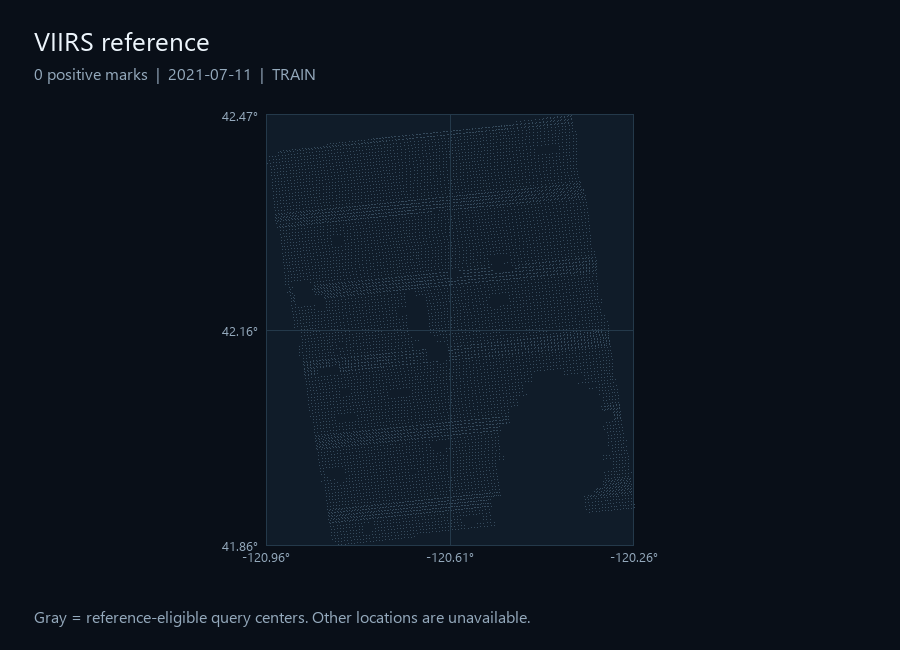 VIIRS reference
0 positive marks | 2021-07-11 | TRAIN
42.47°
42.16°
41.86°
-120.96°
-120.61°
-120.26°
Gray = reference-eligible query centers. Other locations are unavailable.